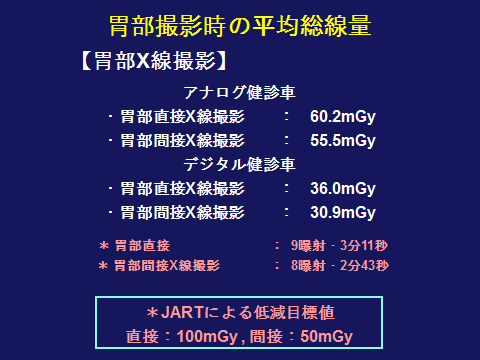 胃部撮影時の平均総線量
【胃部X線撮影】
アナログ健診車
・胃部直接X線撮影 : 60.2mGy
・胃部間接X線撮影 : 55.5mGy
デジタル健診車
・胃部直接X線撮影 : 36.0mGy
・胃部間接X線撮影 : 30.9mGy
＊胃部直接 : 9曝射・3分11秒
＊胃部間接X線撮影 : 8曝射・2分43秒
＊JARTによる低減目標値
直接：100mGy , 間接：50mGy